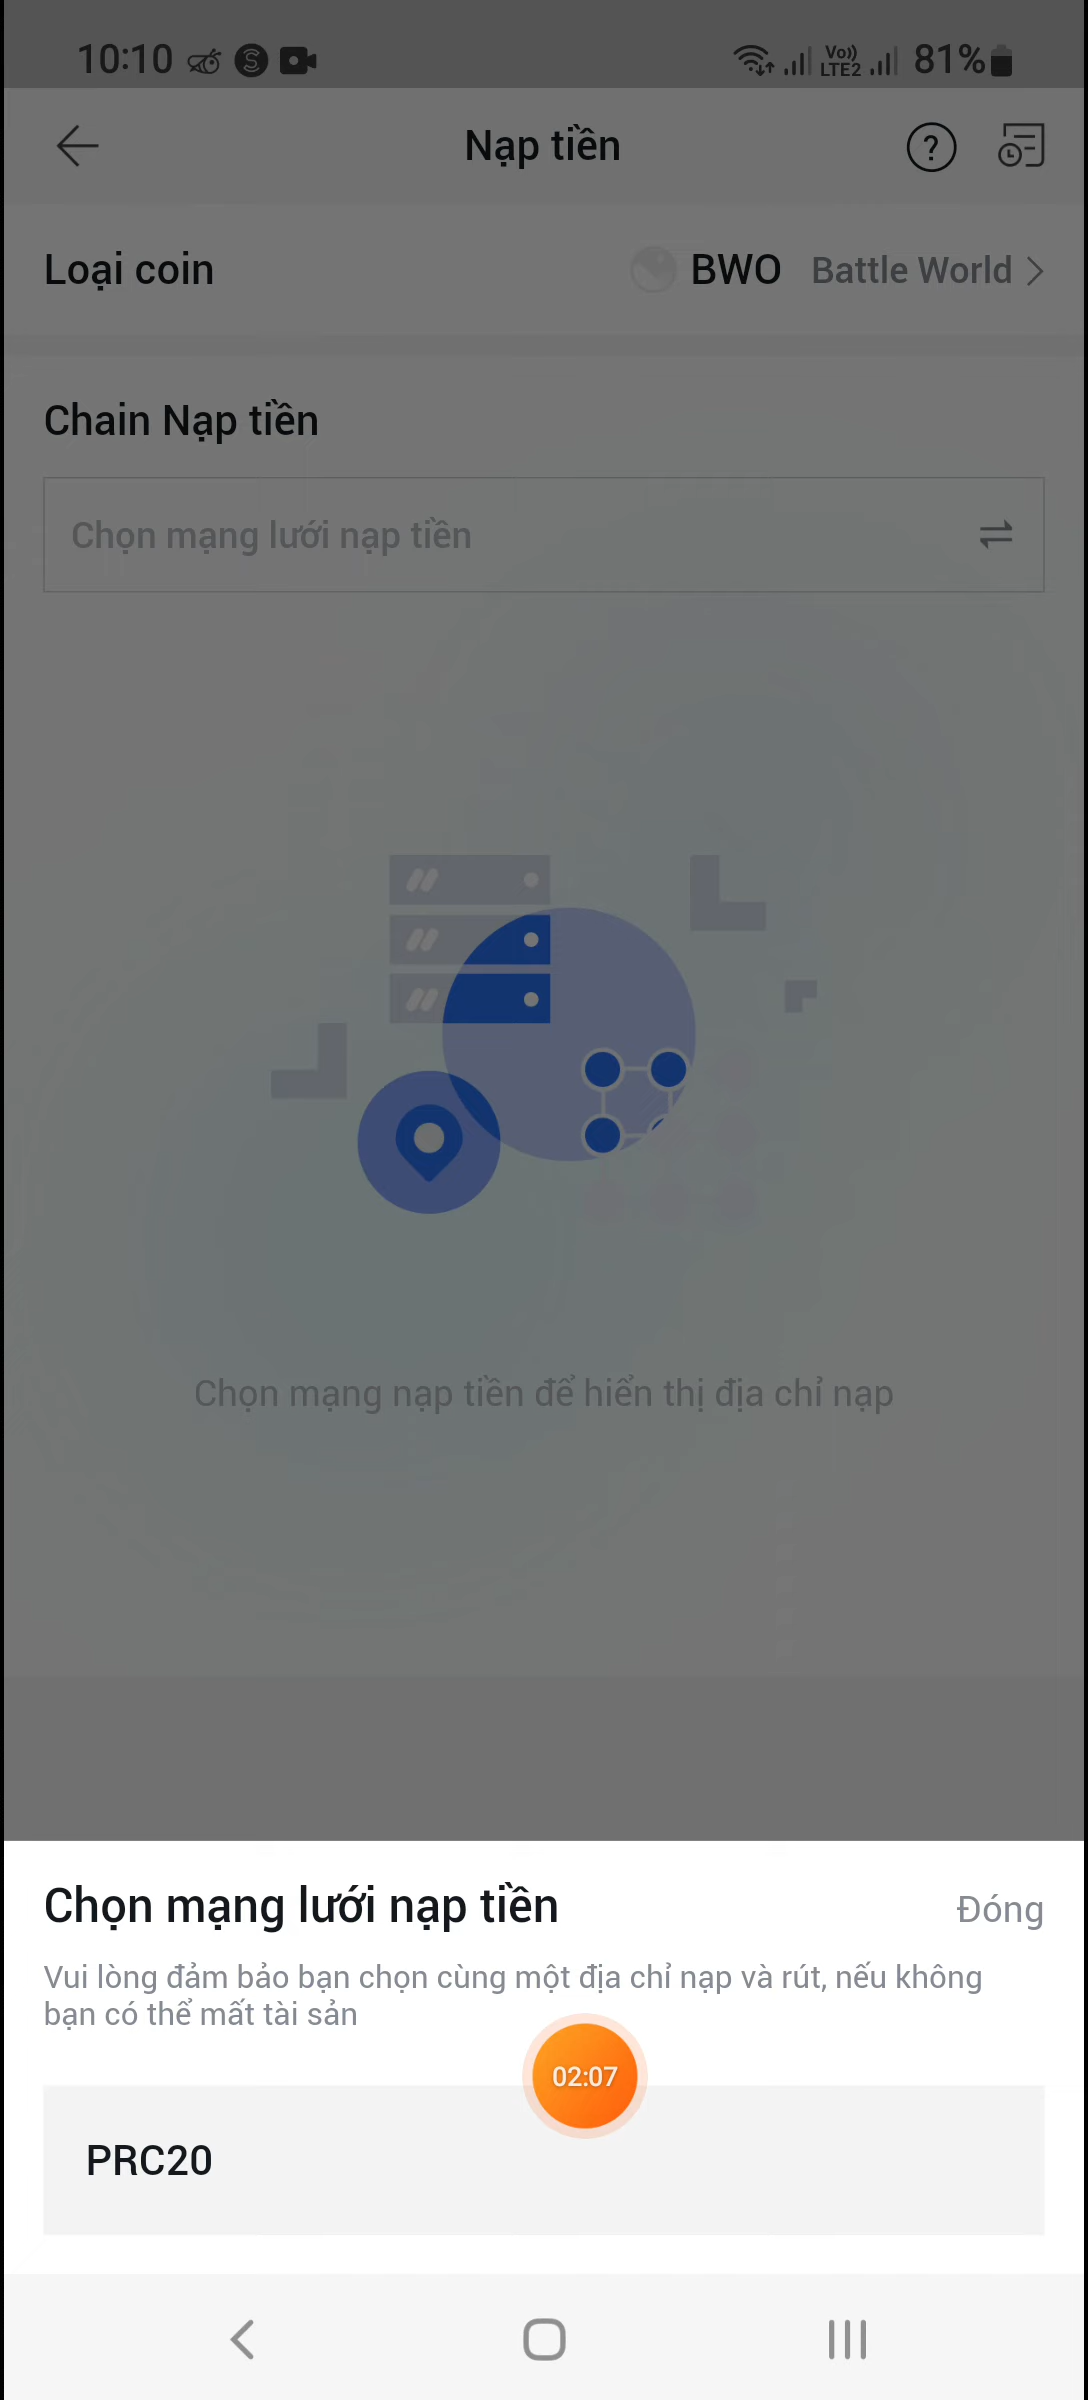 10:10 Vo)) LTE2 81%
Nạp tiền ?
Loại coin BWO Battle World
Chain Nạp tiền
Chọn mạng lưới nạp tiền
Chọn mạng nạp tiền để hiển thị địa chỉ nạp
Chọn mạng lưới nạp tiền Đóng
Vui lòng đảm bảo bạn chọn cùng một địa chỉ nạp và rút, nếu không
bạn có thể mất tài sản
02:07
PRC20